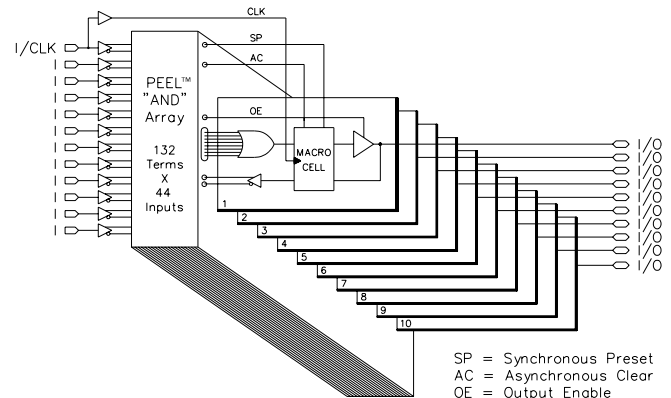 CLK
I/CLK
SP
I
AC
I
PEEL™
I
"AND"
I
Array
OE
I
I
132
I
Terms
I
X
I
44
I
Inputs
I
I
MACRO
CELL
I/O
I/O
I/O
I/O
I/O
I/O
I/O
I/O
I/O
I/O
1
2
3
4
5
6
7
8
9
10
SP = Synchronous Preset
AC = Asynchronous Clear
OE = Output Enable